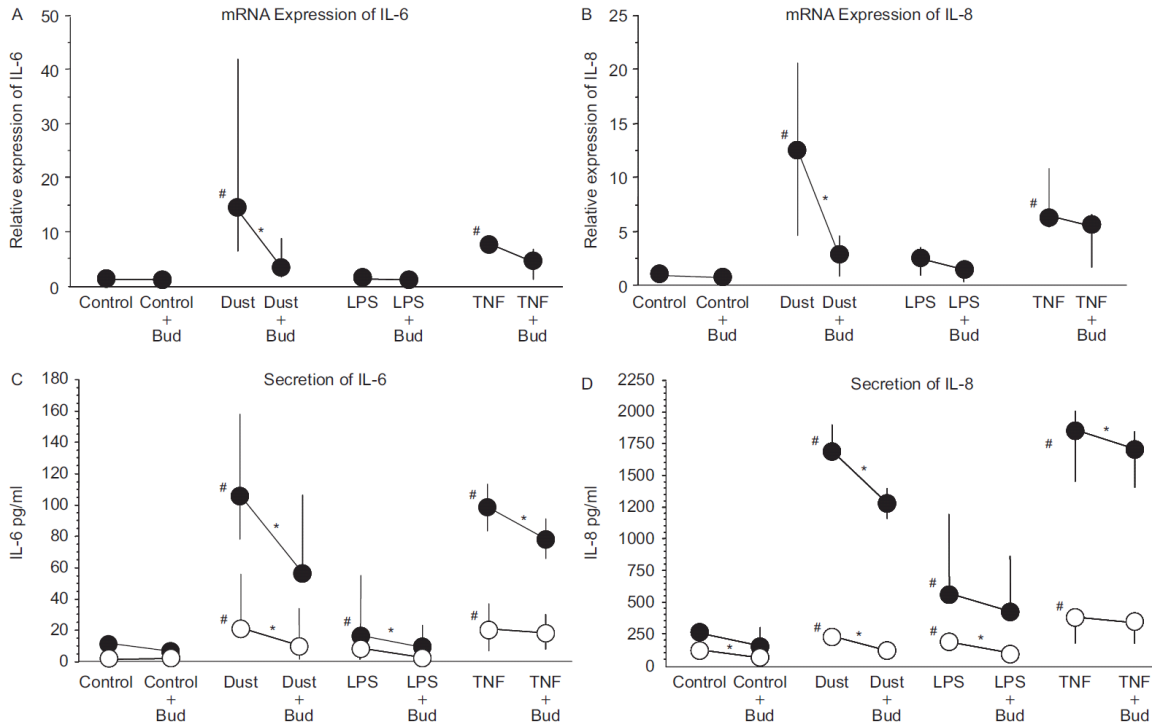 A
mRNA Expression of IL-6
Relative expression of IL-6
50
40
30
20
10
0
#
*
#
Control
Control
+
Bud
Dust
Dust
+
Bud
LPS
LPS
+
Bud
TNF
TNF
+
Bud
B
mRNA Expression of IL-8
Relative expression of IL-8
25
20
15
10
5
0
#
*
#
Control
Control
+
Bud
Dust
Dust
+
Bud
LPS
LPS
+
Bud
TNF
TNF
+
Bud
C
Secretion of IL-6
IL-6 pg/ml
180
160
140
120
100
80
60
40
20
0
#
*
#
*
#
*
#
*
#
Control
Control
+
Bud
Dust
Dust
+
Bud
LPS
LPS
+
Bud
TNF
TNF
+
Bud
D
Secretion of IL-8
IL-8 pg/ml
2250
2000
1750
1500
1250
1000
750
500
250
0
*
#
*
#
*
#
#
*
#
*
#
Control
Control
+
Bud
Dust
Dust
+
Bud
LPS
LPS
+
Bud
TNF
TNF
+
Bud